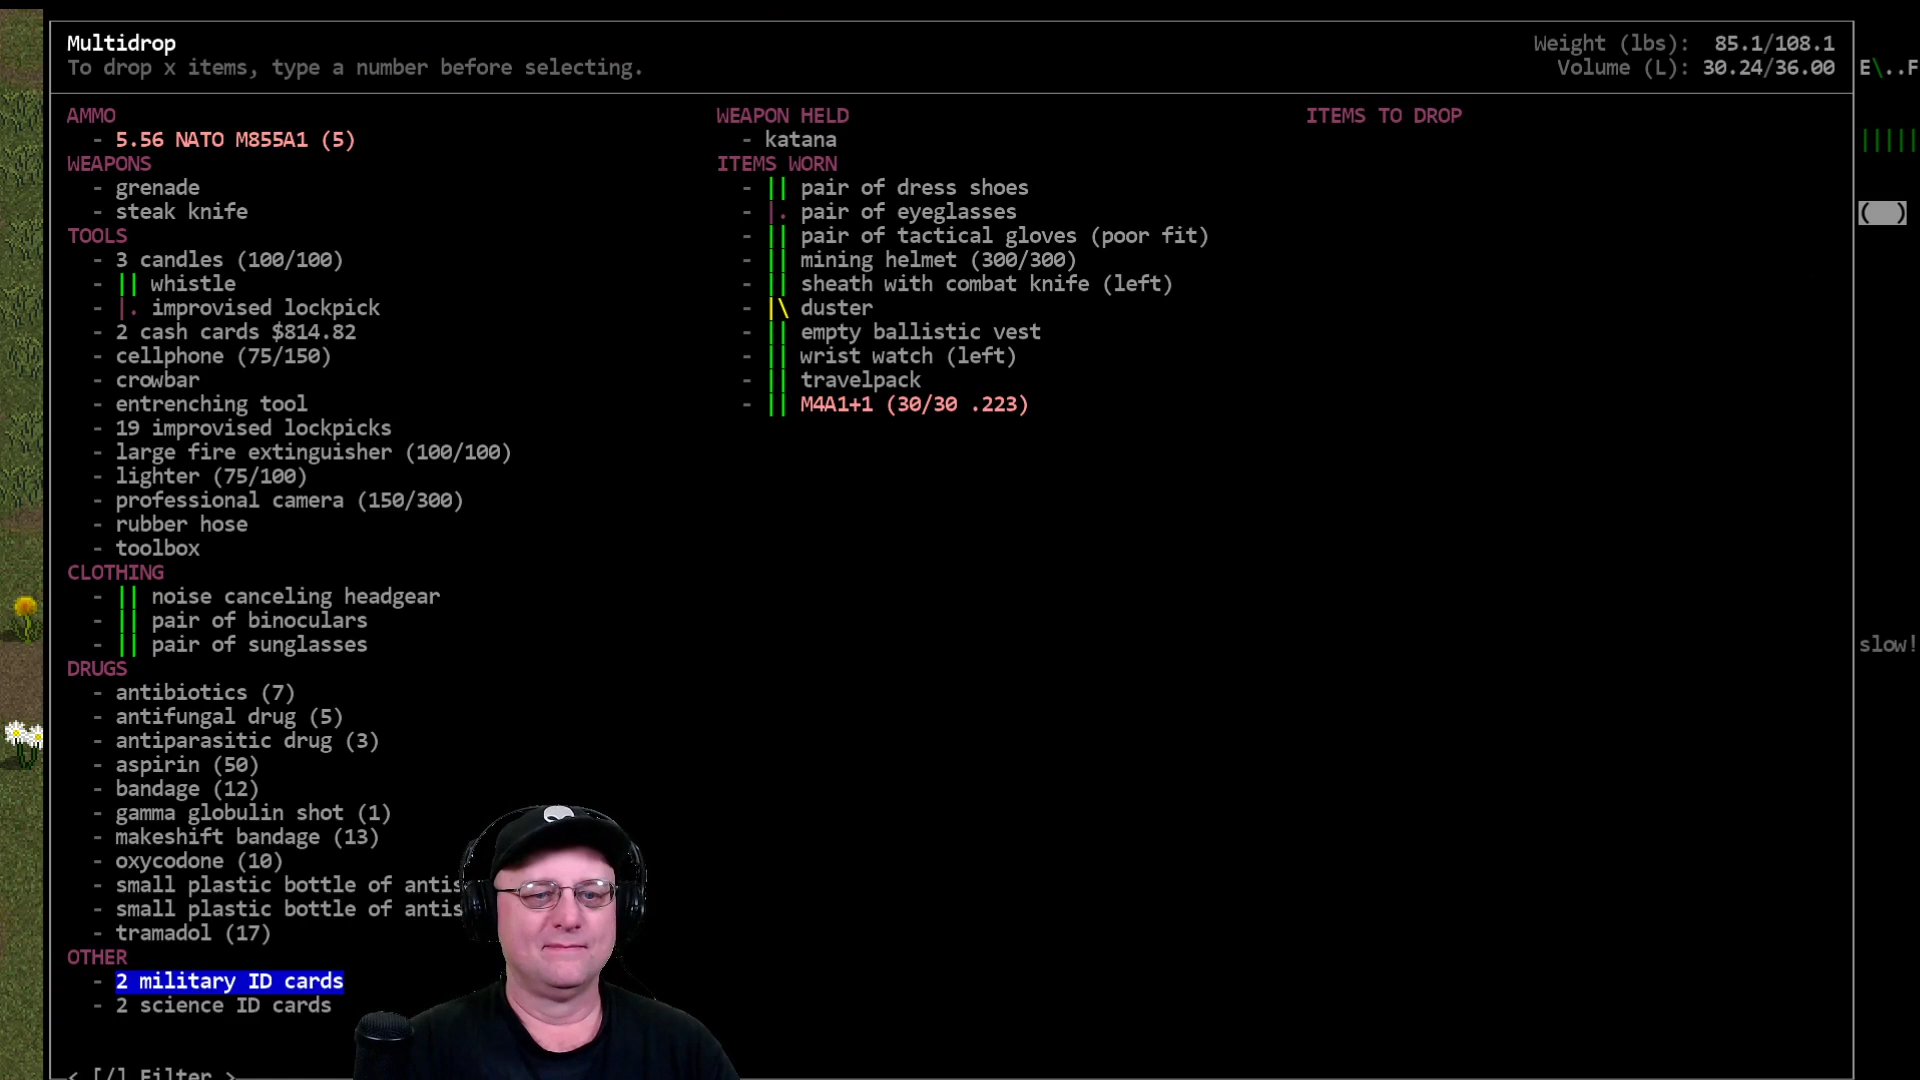 Multidrop
To drop x items, type a number before selecting.
Weight (lbs): 85.1/108.1
Volume (L): 30.24/36.00
E\..F
AMMO
- 5.56 NATO M855A1 (5)
WEAPONS
- grenade
- steak knife
TOOLS
- 3 candles (100/100)
- || whistle
- |. improvised lockpick
- 2 cash cards $814.82
- cellphone (75/150)
- crowbar
- entrenching tool
- 19 improvised lockpicks
- large fire extinguisher (100/100)
- lighter (75/100)
- professional camera (150/300)
- rubber hose
- toolbox
CLOTHING
- || noise canceling headgear
- || pair of binoculars
- || pair of sunglasses
DRUGS
- antibiotics (7)
- antifungal drug (5)
- antiparasitic drug (3)
- aspirin (50)
- bandage (12)
- gamma globulin shot (1)
- makeshift bandage (13)
- oxycodone (10)
- small plastic bottle of antis
- small plastic bottle of antis
- tramadol (17)
OTHER
- 2 military ID cards
- 2 science ID cards
< [/] Filter >
WEAPON HELD
- katana
ITEMS WORN
- || pair of dress shoes
- |. pair of eyeglasses
- || pair of tactical gloves (poor fit)
- || mining helmet (300/300)
- || sheath with combat knife (left)
- |\ duster
- || empty ballistic vest
- || wrist watch (left)
- || travelpack
- || M4A1+1 (30/30 .223)
ITEMS TO DROP
|||||
( )
slow!